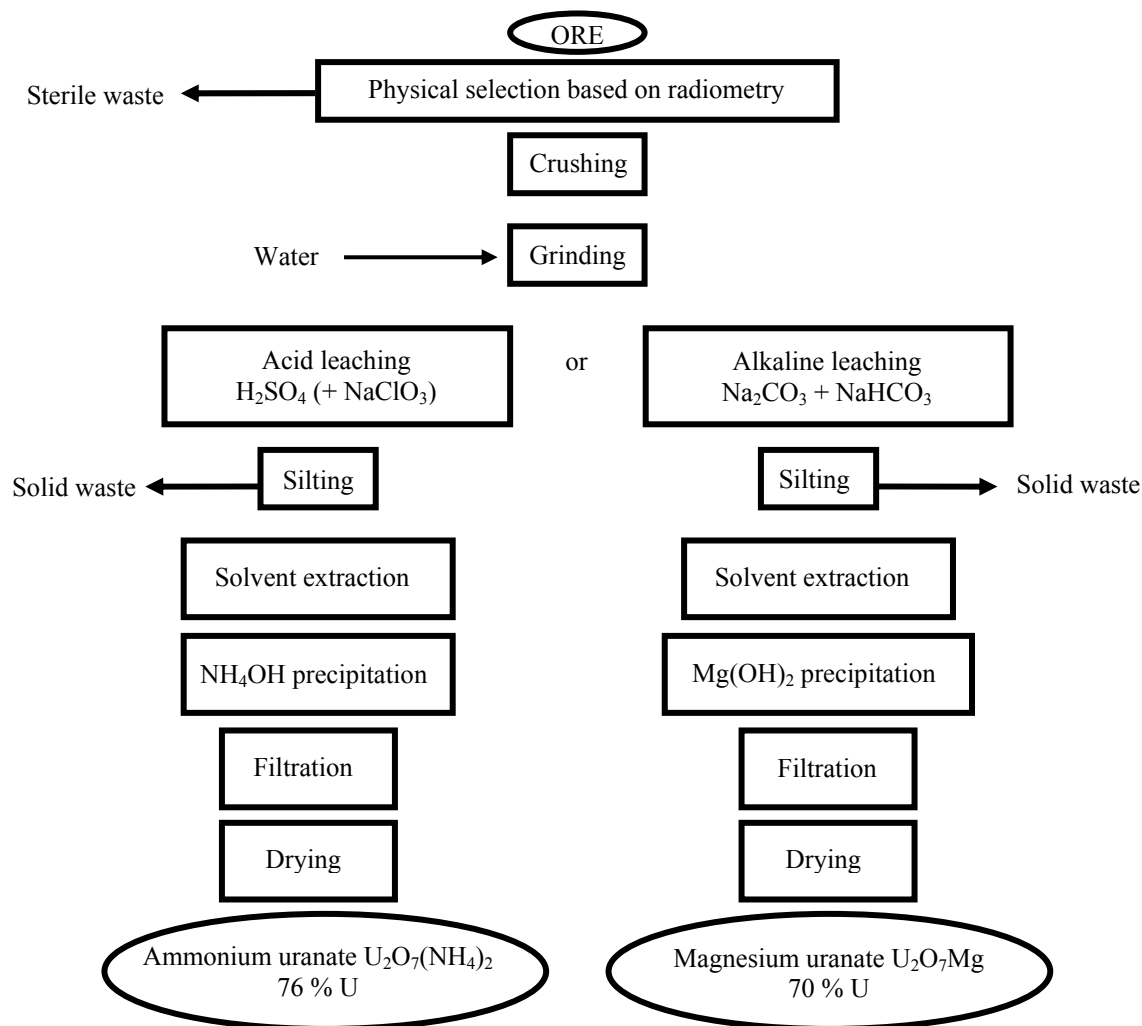 ORE
Sterile waste
Physical selection based on radiometry
Crushing
Water
Grinding
Acid leaching
H₂SO₄ (+ NaClO₃)
or
Alkaline leaching
Na₂CO₃ + NaHCO₃
Solid waste
Silting
Silting
Solid waste
Solvent extraction
Solvent extraction
NH₄OH precipitation
Mg(OH)₂ precipitation
Filtration
Filtration
Drying
Drying
Ammonium uranate U₂O₇(NH₄)₂
76 % U
Magnesium uranate U₂O₇Mg
70 % U